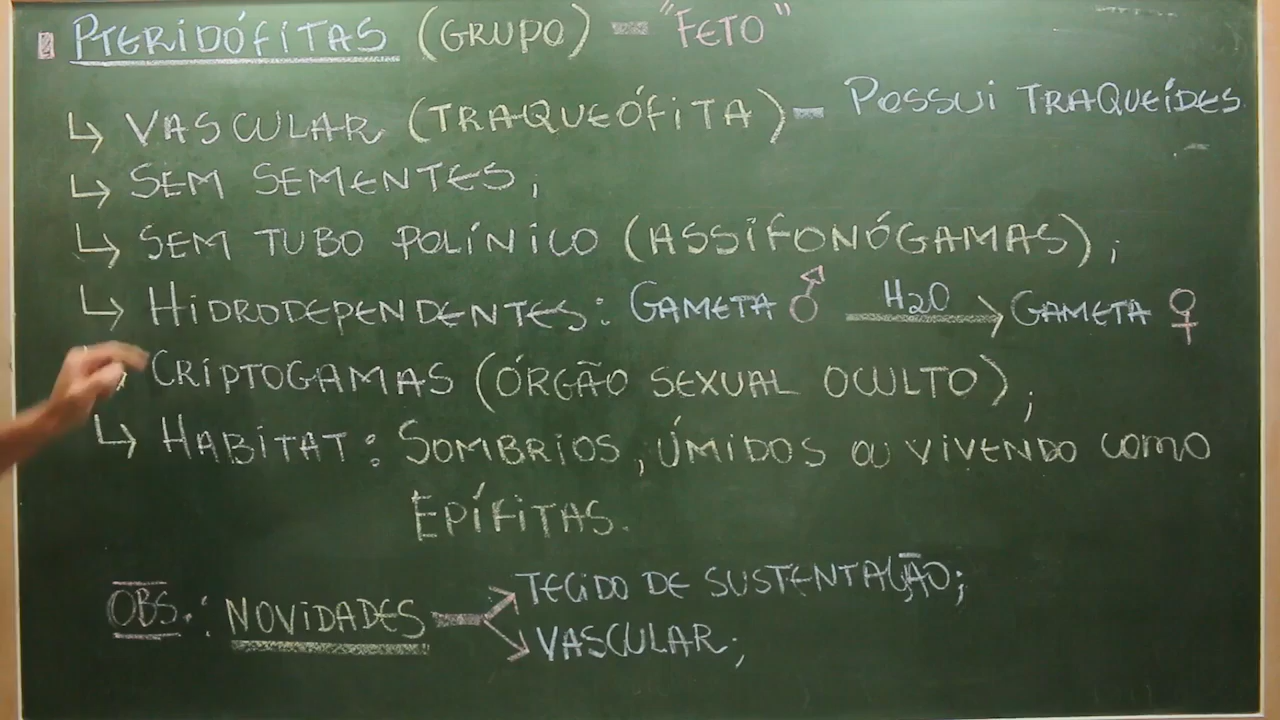 PTERIDÓFITAS (GRUPO) - "FETO"
↳ VASCULAR (TRAQUEÓFITA) - POSSUI TRAQUEÍDES
↳ SEM SEMENTES;
↳ SEM TUBO POLÍNICO (ASSIFONÓGAMAS);
↳ HIDRODEPENDENTES: GAMETA ♂ H2O → GAMETA ♀
CRIPTOGAMAS (ÓRGÃO SEXUAL OCULTO);
↳ HABITAT: SOMBRIOS, ÚMIDOS OU VIVENDO COMO
EPÍFITAS.
OBS.: NOVIDADES
TECIDO DE SUSTENTAÇÃO;
VASCULAR;